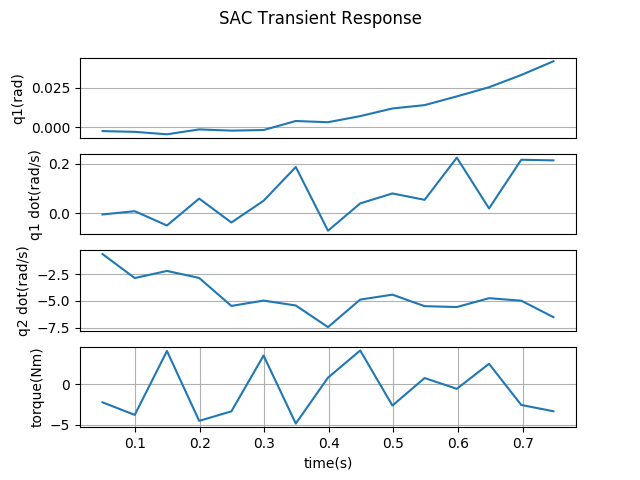 SAC Transient Response
q1(rad)
0.025
0.000
q1 dot(rad/s)
0.2
0.0
q2 dot(rad/s)
−2.5
−5.0
−7.5
torque(Nm)
0
−5
0.1 0.2 0.3 0.4 0.5 0.6 0.7
time(s)